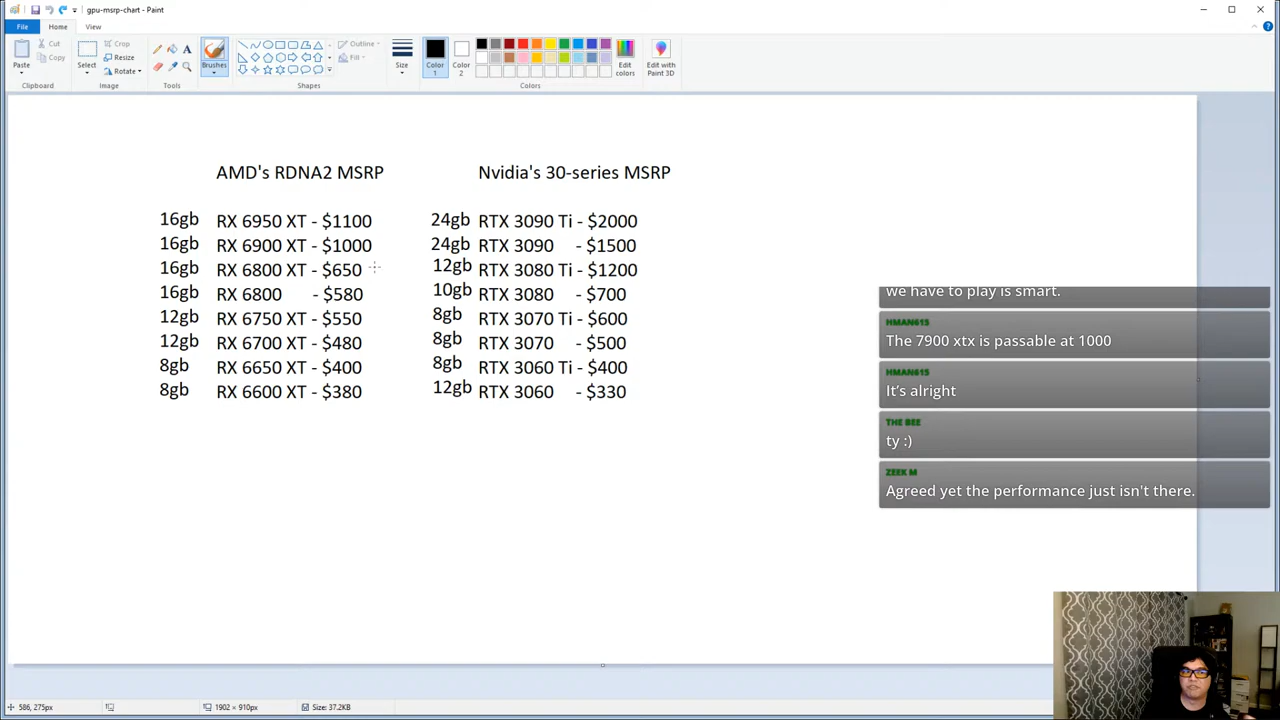 gpu-msrp-chart - Paint
File Home View
Paste Cut Copy Clipboard
Select Crop Resize Rotate Image
Tools
Brushes
Outline Fill Shapes
Size
Color 1 Color 2 Edit colors Colors
Edit with Paint 3D
AMD's RDNA2 MSRP Nvidia's 30-series MSRP
16gb RX 6950 XT - $1100 24gb RTX 3090 Ti - $2000
16gb RX 6900 XT - $1000 24gb RTX 3090 - $1500
16gb RX 6800 XT - $650 12gb RTX 3080 Ti - $1200
16gb RX 6800 - $580 10gb RTX 3080 - $700
12gb RX 6750 XT - $550 8gb RTX 3070 Ti - $600
12gb RX 6700 XT - $480 8gb RTX 3070 - $500
8gb RX 6650 XT - $400 8gb RTX 3060 Ti - $400
8gb RX 6600 XT - $380 12gb RTX 3060 - $330
we have to play is smart.
HMAN615
The 7900 xtx is passable at 1000
HMAN615
It's alright
THE BEE
ty :)
ZEEK M
Agreed yet the performance just isn't there.
586, 275px 1902 × 910px Size: 37.2KB